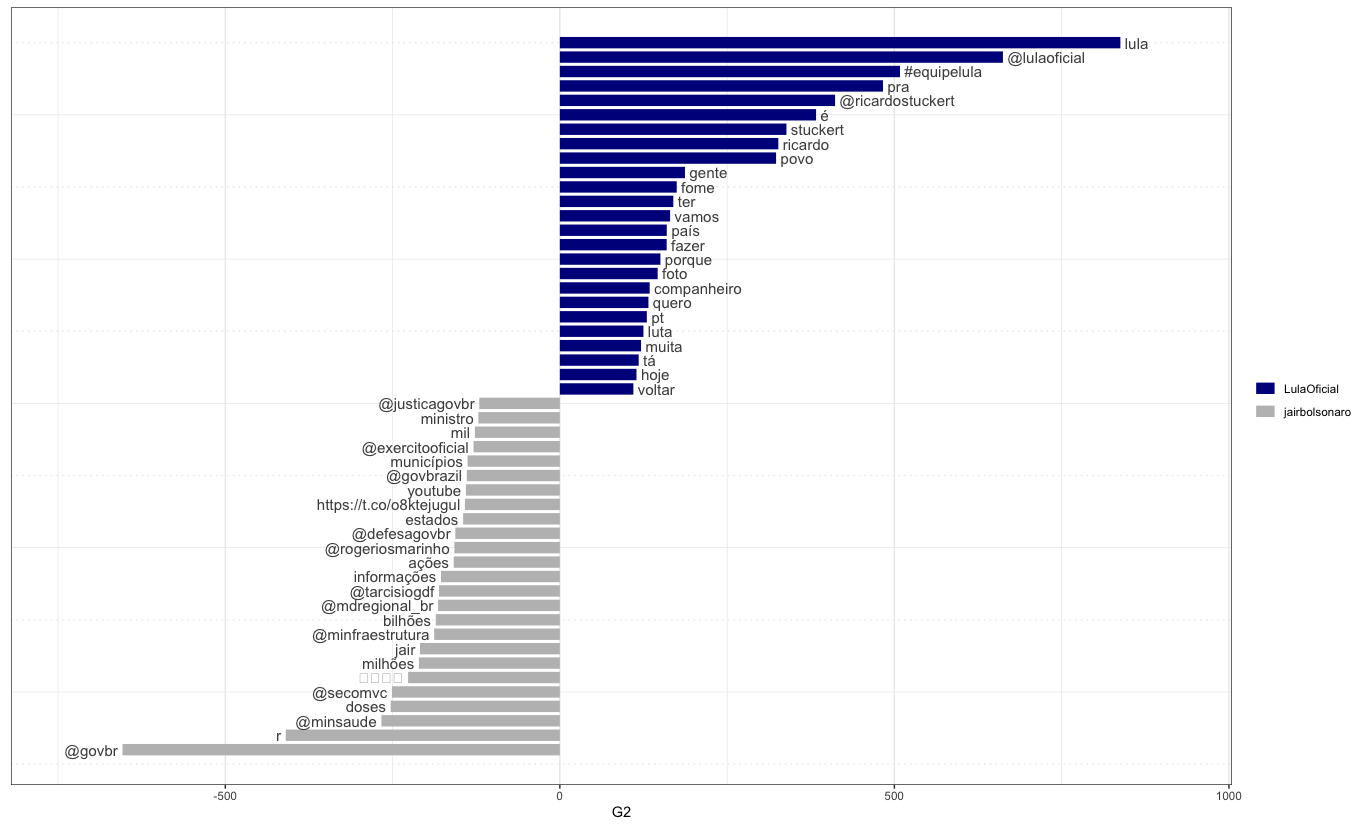 lula
@lulaoficial
#equipelula
pra
@ricardostuckert
é
stuckert
ricardo
povo
gente
fome
ter
vamos
país
fazer
porque
foto
companheiro
quero
pt
luta
muita
tá
hoje
voltar
@justicagovbr
ministro
mil
@exercitooficial
municípios
@govbrazil
youtube
https://t.co/o8ktejugul
estados
@defesagovbr
@rogeriosmarinho
ações
informações
@tarcisiogdf
@mdregional_br
bilhões
@minfraestrutura
jair
milhões
@secomvc
doses
@minsaude
r
@govbr
-500 0 500 1000
G2
LulaOficial
jairbolsonaro